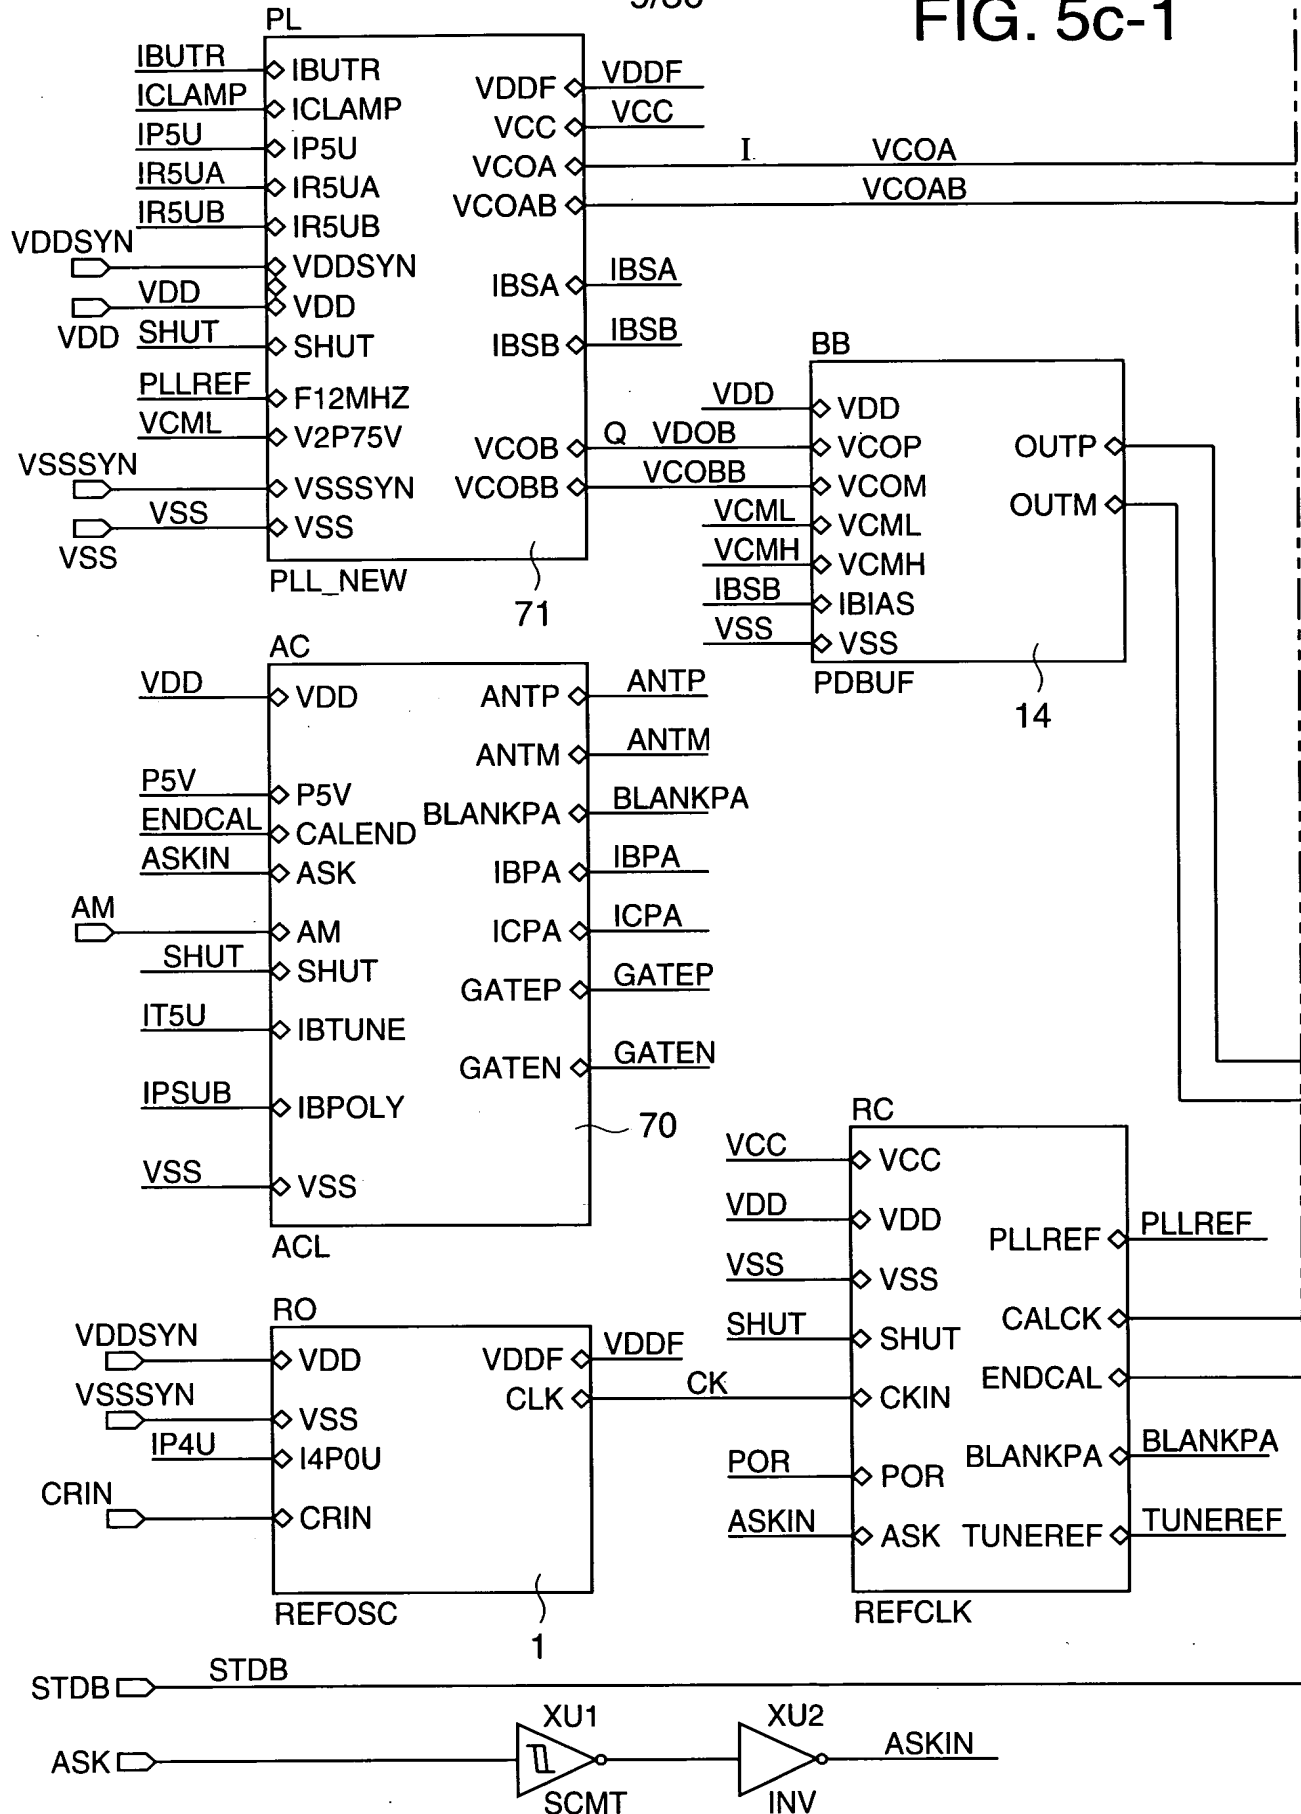 FIG. 5c-1
PL
IBUTR
ICLAMP
IP5U
IR5UA
IR5UB
VDDSYN
VDD
VDD
SHUT
PLLREF
VCML
VSSSYN
VSS
VSS
IBUTR
ICLAMP
IP5U
IR5UA
IR5UB
VDDSYN
VDD
SHUT
F12MHZ
V2P75V
VSSSYN
VSS
VDDF
VCC
VCOA
VCOAB
IBSA
IBSB
VCOB
VCOBB
VDDF
VCC
I VCOA
VCOAB
IBSA
IBSB
Q VDOB
VCOBB
PLL_NEW
71
BB
VDD
VCML
VCMH
IBSB
VSS
VDD
VCOP
VCOM
VCML
VCMH
IBIAS
VSS
OUTP
OUTM
PDBUF
14
AC
VDD
P5V
ENDCAL
ASKIN
AM
SHUT
IT5U
IPSUB
VSS
VDD
P5V
CALEND
ASK
AM
SHUT
IBTUNE
IBPOLY
VSS
ANTP
ANTM
BLANKPA
IBPA
ICPA
GATEP
GATEN
ANTP
ANTM
BLANKPA
IBPA
ICPA
GATEP
GATEN
70
ACL
RC
VCC
VDD
VSS
SHUT
CK
POR
ASKIN
VCC
VDD
VSS
SHUT
CKIN
POR
ASK
PLLREF
CALCK
ENDCAL
BLANKPA
TUNEREF
PLLREF
BLANKPA
TUNEREF
REFCLK
RO
VDDSYN
VSSSYN
IP4U
CRIN
VDD
VSS
I4P0U
CRIN
VDDF
CLK
VDDF
REFOSC
1
STDB
STDB
ASK
XU1
SCMT
XU2
INV
ASKIN